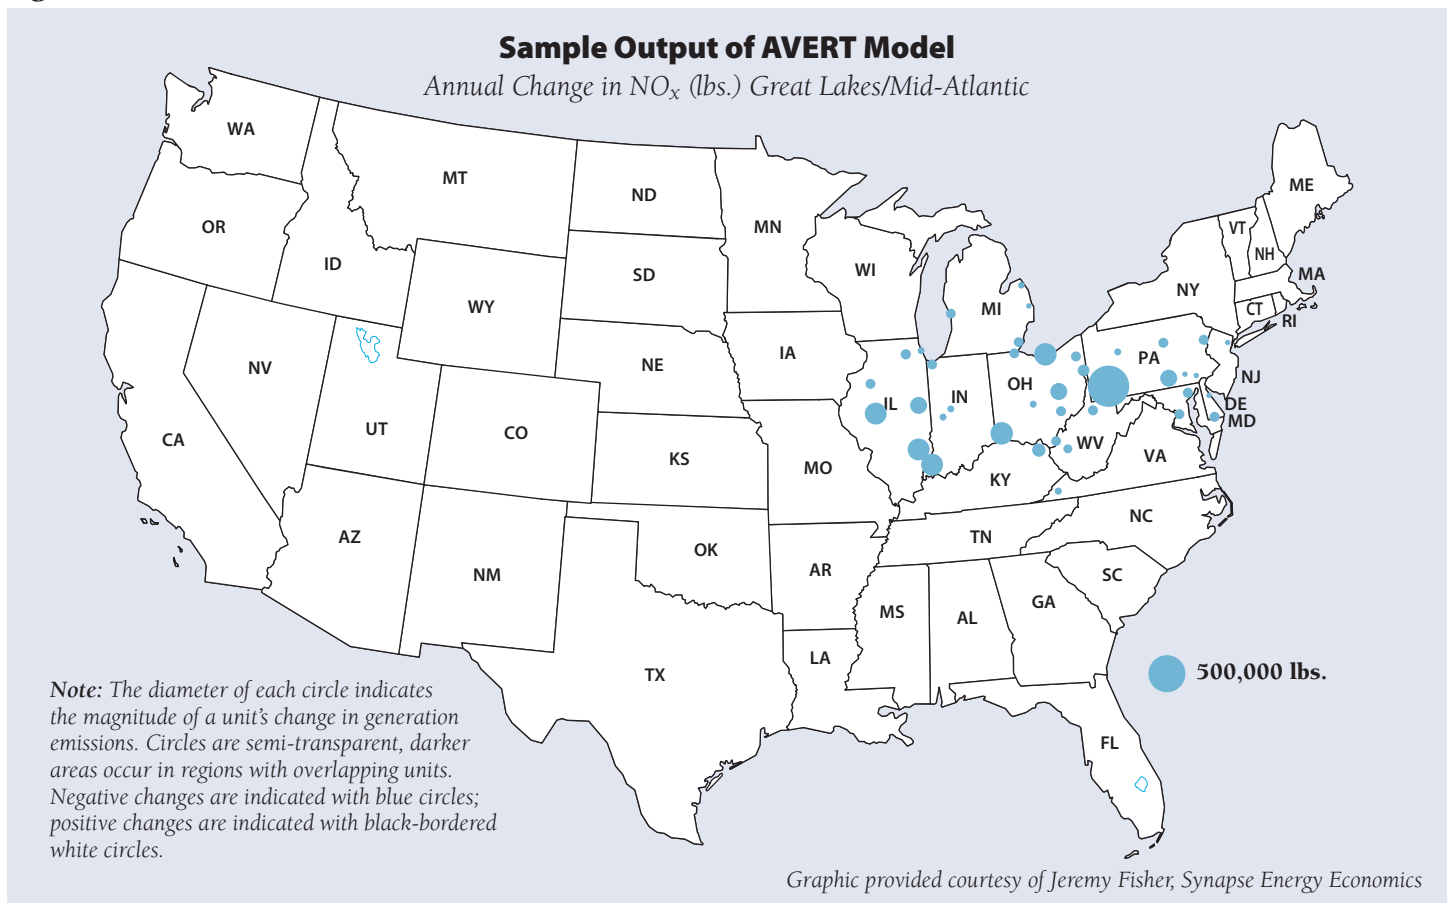 Sample Output of AVERT Model
Annual Change in NOx (lbs.) Great Lakes/Mid-Atlantic
WA
MT
ND
MN
ME
OR
ID
SD
WI
VT
NH
MA
WY
MI
NY
CT
RI
NV
NE
IA
PA
NJ
UT
CO
IL
IN
OH
DE
MD
CA
KS
MO
KY
WV
VA
AZ
NM
OK
AR
TN
NC
SC
MS
AL
GA
TX
LA
FL
500,000 lbs.
Note: The diameter of each circle indicates
the magnitude of a unit's change in generation
emissions. Circles are semi-transparent, darker
areas occur in regions with overlapping units.
Negative changes are indicated with blue circles;
positive changes are indicated with black-bordered
white circles.
Graphic provided courtesy of Jeremy Fisher, Synapse Energy Economics